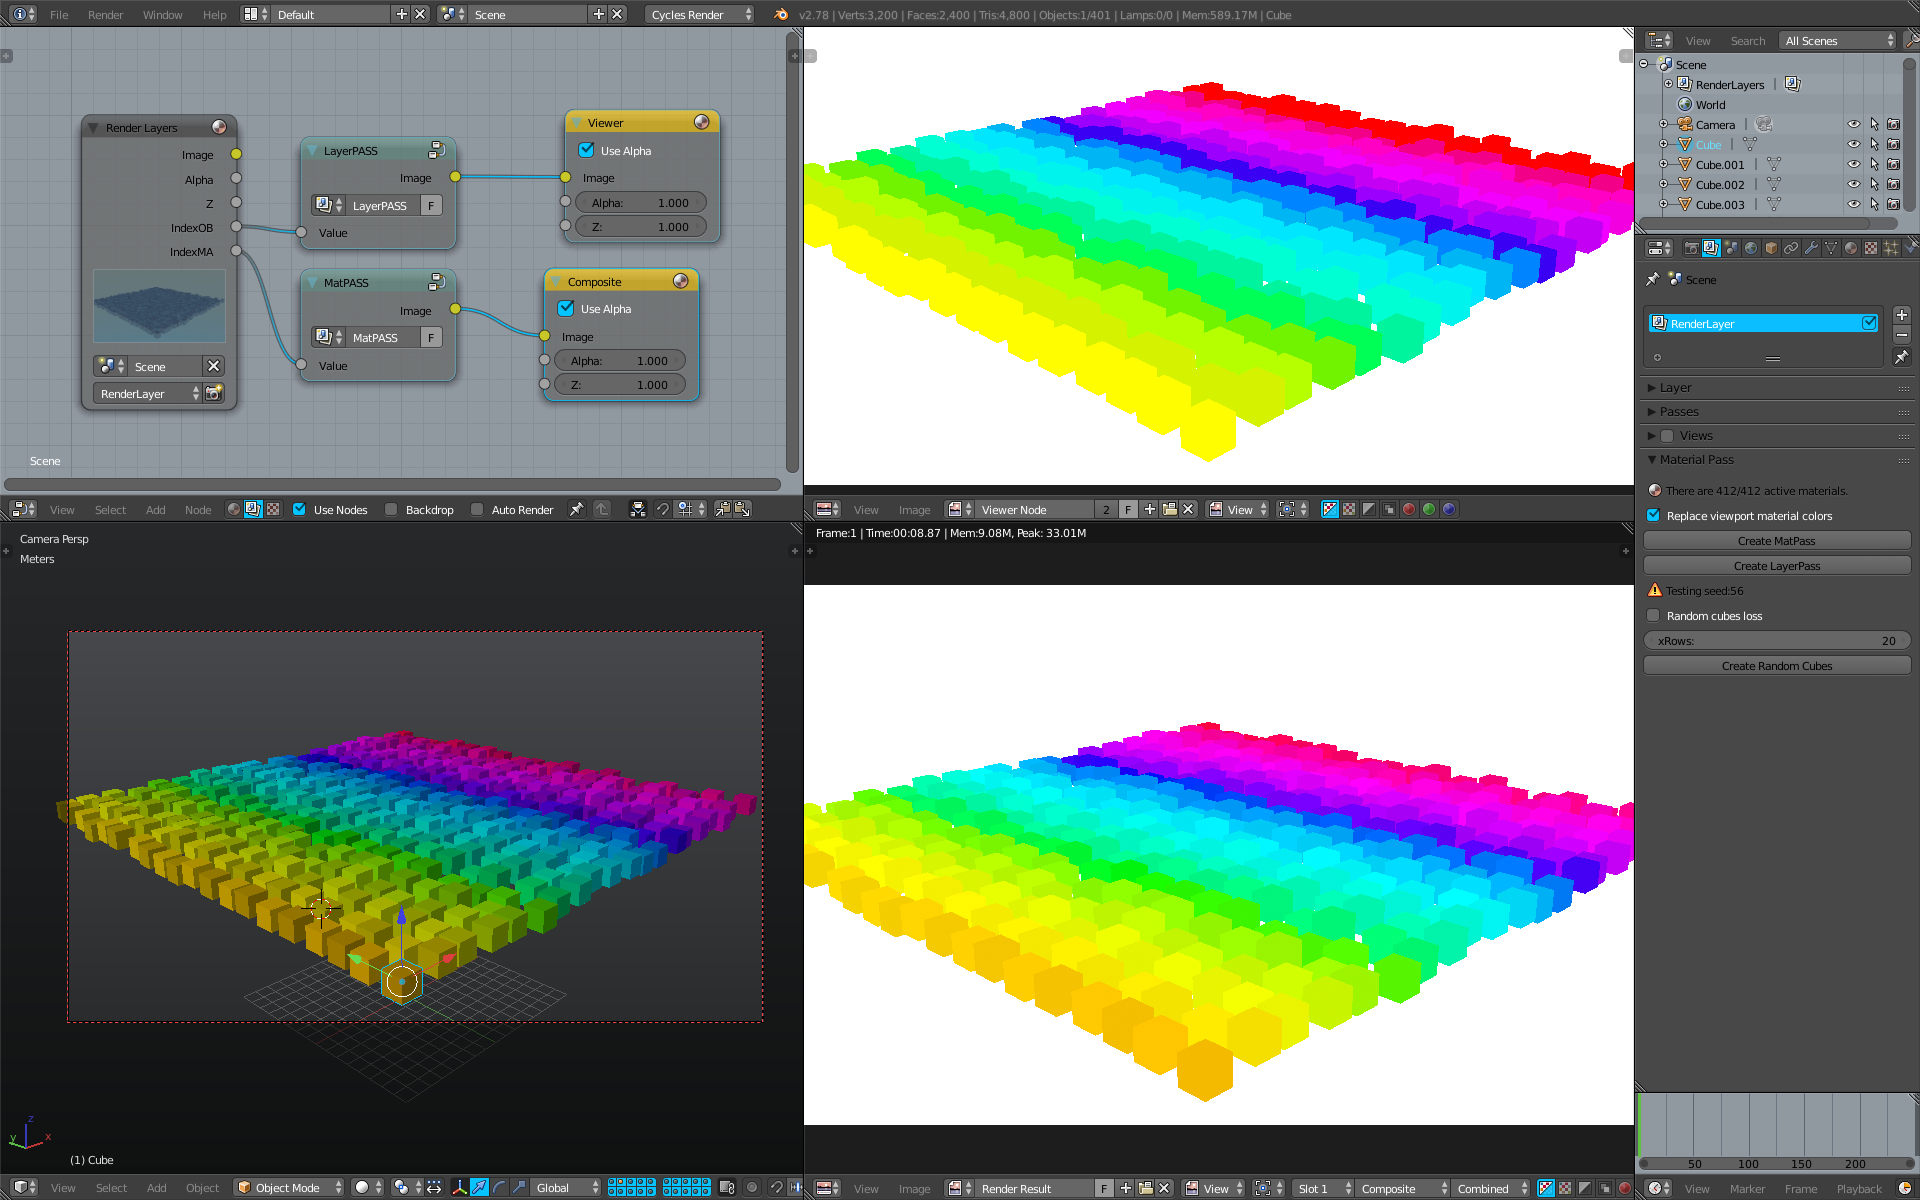 File Render Window Help Default Scene Cycles Render v2.78 | Verts:3,200 | Faces:2,400 | Tris:4,800 | Objects:1/401 | Lamps:0/0 | Mem:589.17M | Cube
Render Layers
Image
Alpha
Z
IndexOB
IndexMA
Scene
RenderLayer
LayerPASS
Image
LayerPASS F
Value
MatPASS
Image
MatPASS F
Value
Viewer
Use Alpha
Image
Alpha: 1.000
Z: 1.000
Composite
Use Alpha
Image
Alpha: 1.000
Z: 1.000
Scene
View Select Add Node Use Nodes Backdrop Auto Render
View Image Viewer Node 2 F View
View Search All Scenes
Scene
RenderLayers
World
Camera
Cube
Cube.001
Cube.002
Cube.003
Scene
RenderLayer
Layer
Passes
Views
Material Pass
There are 412/412 active materials.
Replace viewport material colors
Create MatPass
Create LayerPass
Testing seed:56
Random cubes loss
xRows: 20
Create Random Cubes
Camera Persp
Meters
z
y
x
(1) Cube
View Select Add Object Object Mode Global
Frame:1 | Time:00:08.87 | Mem:9.08M, Peak: 33.01M
View Image Render Result F View Slot 1 Composite Combined
50 100 150 200
View Marker Frame Playback